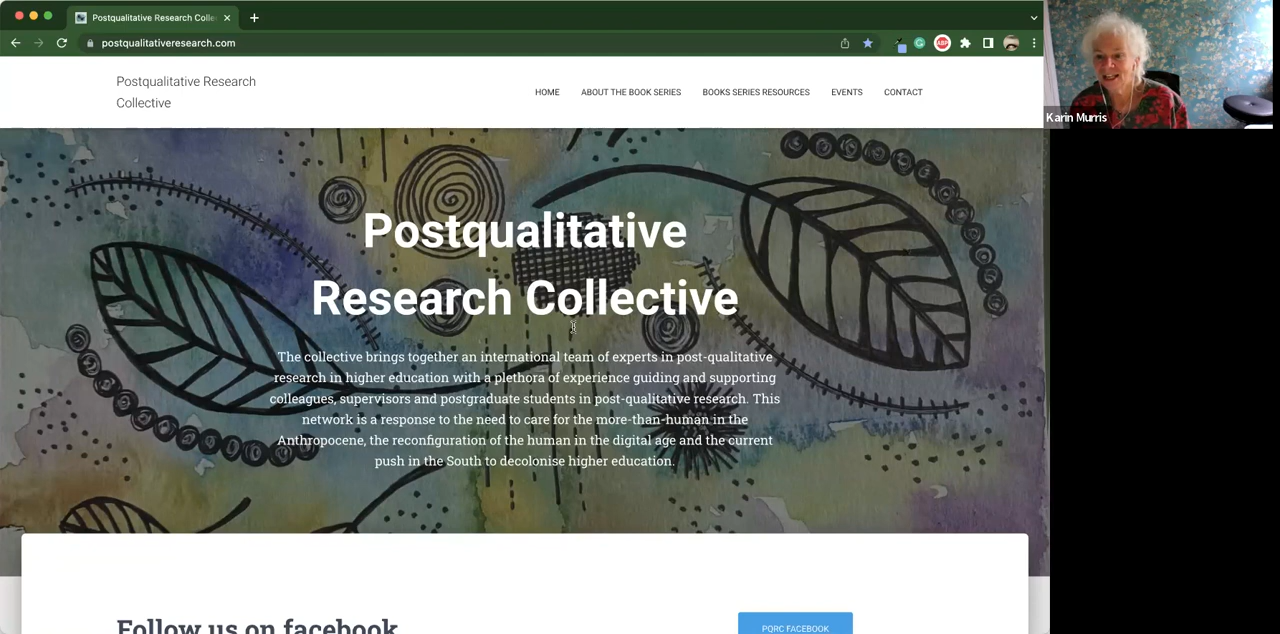 Postqualitative Research Colle
postqualitativeresearch.com
ABP
Postqualitative Research
Collective
HOME ABOUT THE BOOK SERIES BOOKS SERIES RESOURCES EVENTS CONTACT
Karin Murris
Postqualitative
Research Collective
The collective brings together an international team of experts in post-qualitative
research in higher education with a plethora of experience guiding and supporting
colleagues, supervisors and postgraduate students in post-qualitative research. This
network is a response to the need to care for the more-than-human in the
Anthropocene, the reconfiguration of the human in the digital age and the current
push in the South to decolonise higher education.
Follow us on facebook
PQRC FACEBOOK